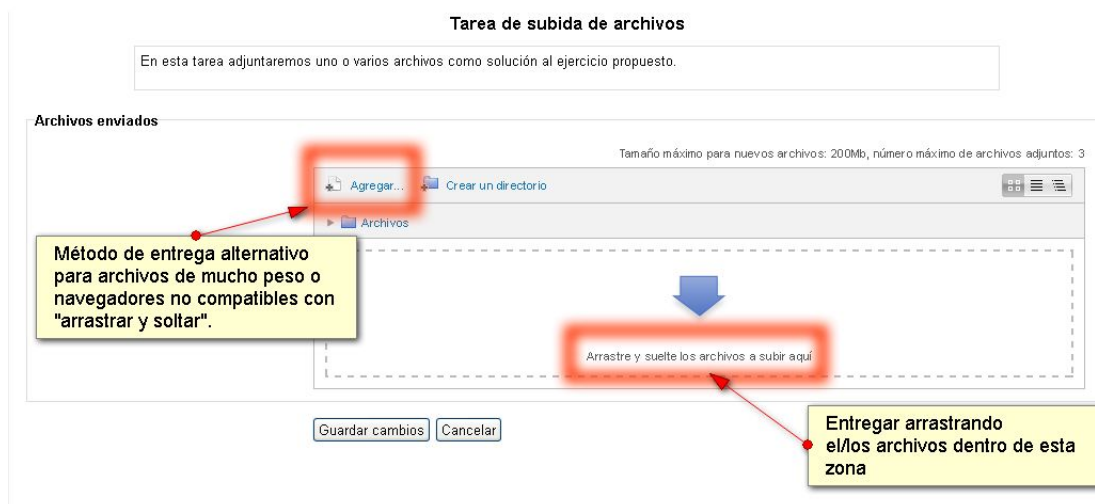 Tarea de subida de archivos
En esta tarea adjuntaremos uno o varios archivos como solución al ejercicio propuesto.
Archivos enviados
Tamaño máximo para nuevos archivos: 200Mb, número máximo de archivos adjuntos: 3
Agregar... Crear un directorio
Archivos
Método de entrega alternativo
para archivos de mucho peso o
navegadores no compatibles con
"arrastrar y soltar".
Arrastre y suelte los archivos a subir aquí
Entregar arrastrando
el/los archivos dentro de esta
zona
Guardar cambios Cancelar